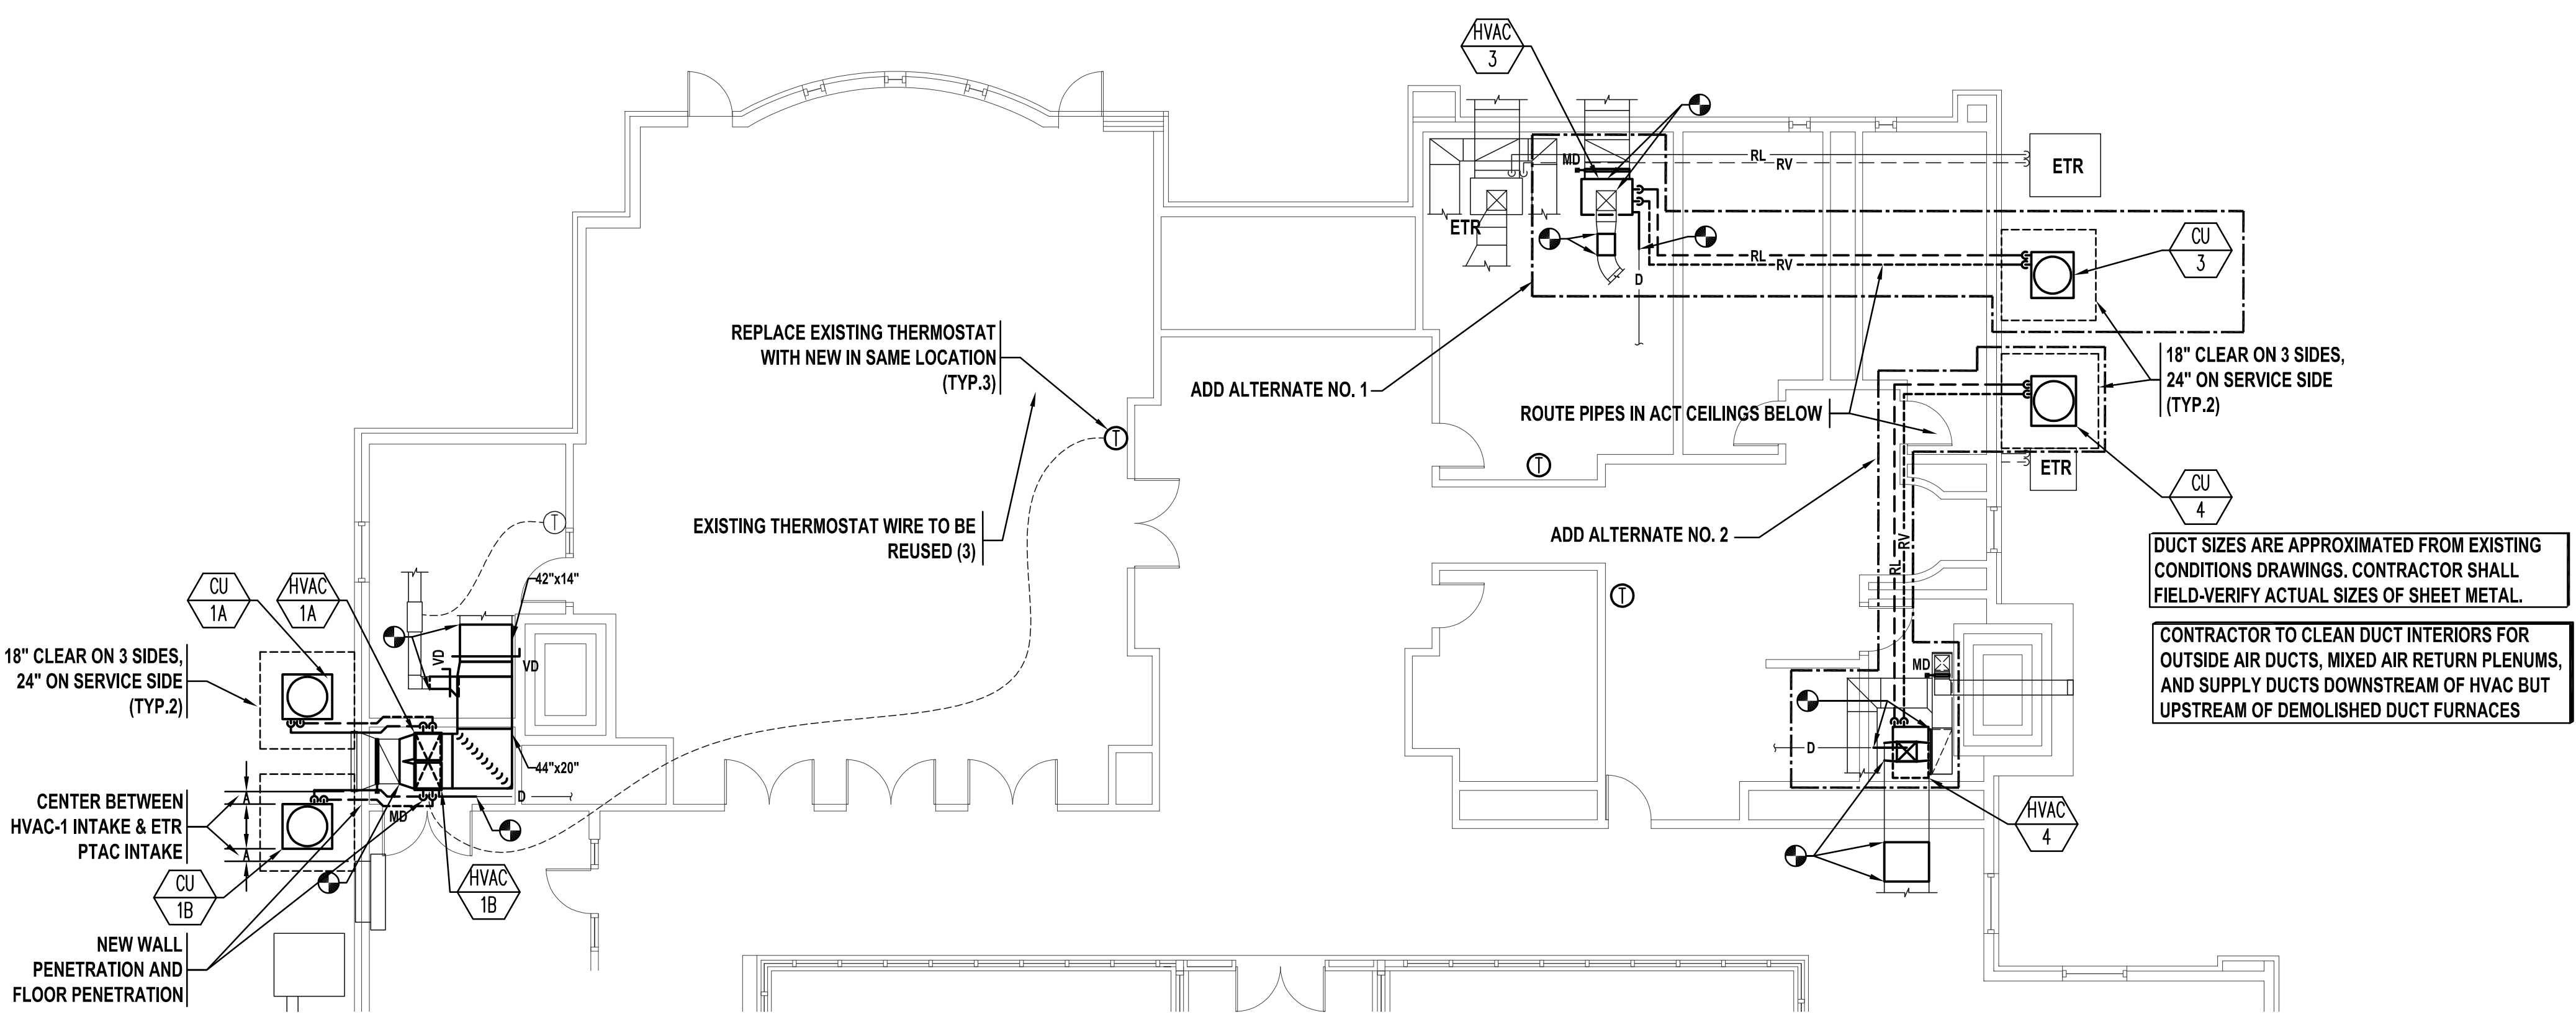 HVAC
3
MD
RL
RV
ETR
ETR
CU
3
RL
RV
D
REPLACE EXISTING THERMOSTAT
WITH NEW IN SAME LOCATION
(TYP.3)
ADD ALTERNATE NO. 1
18" CLEAR ON 3 SIDES,
24" ON SERVICE SIDE
(TYP.2)
ROUTE PIPES IN ACT CEILINGS BELOW
T
T
ETR
CU
4
EXISTING THERMOSTAT WIRE TO BE
REUSED (3)
T
ADD ALTERNATE NO. 2
RV
RL
DUCT SIZES ARE APPROXIMATED FROM EXISTING
CONDITIONS DRAWINGS. CONTRACTOR SHALL
FIELD-VERIFY ACTUAL SIZES OF SHEET METAL.
CU
1A
HVAC
1A
42"x14"
T
CONTRACTOR TO CLEAN DUCT INTERIORS FOR
OUTSIDE AIR DUCTS, MIXED AIR RETURN PLENUMS,
AND SUPPLY DUCTS DOWNSTREAM OF HVAC BUT
UPSTREAM OF DEMOLISHED DUCT FURNACES
18" CLEAR ON 3 SIDES,
24" ON SERVICE SIDE
(TYP.2)
VD
VD
MD
D
44"x20"
D
CENTER BETWEEN
HVAC-1 INTAKE & ETR
PTAC INTAKE
A
A
MD
HVAC
4
CU
1B
HVAC
1B
NEW WALL
PENETRATION AND
FLOOR PENETRATION